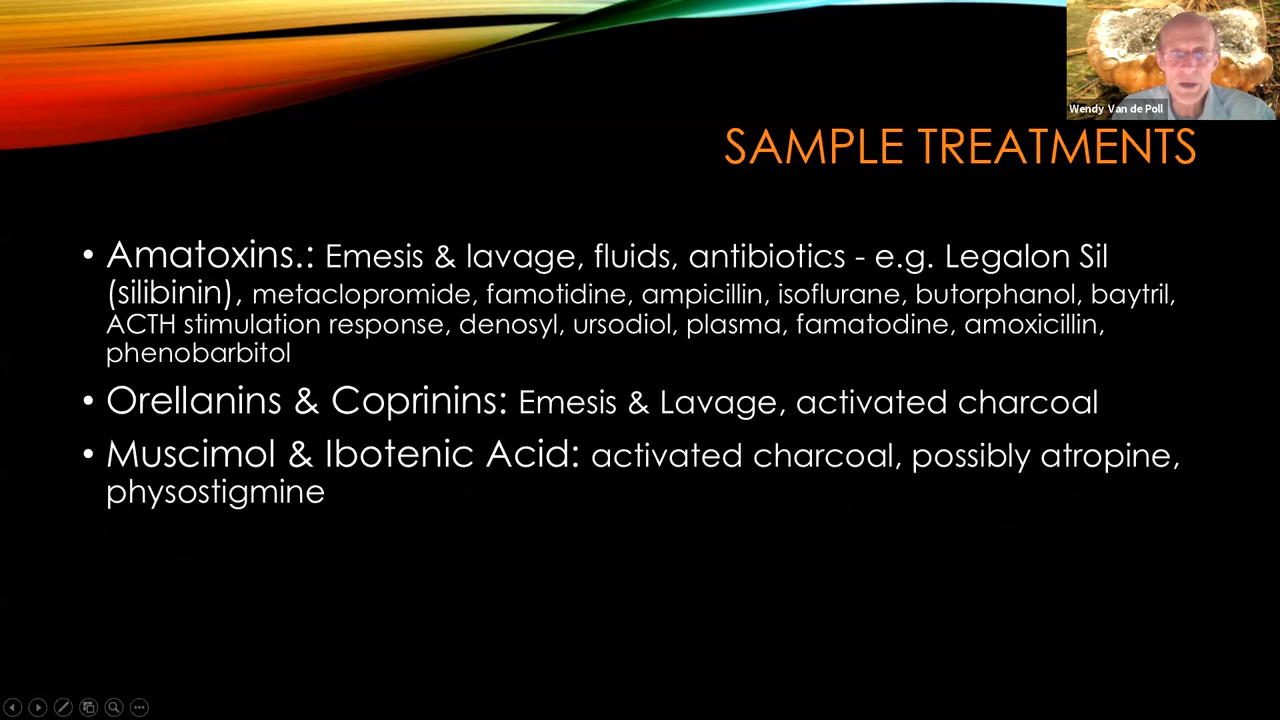 Wendy Van de Poll
SAMPLE TREATMENTS
• Amatoxins.: Emesis & lavage, fluids, antibiotics - e.g. Legalon Sil
(silibinin), metaclopromide, famotidine, ampicillin, isoflurane, butorphanol, baytril,
ACTH stimulation response, denosyl, ursodiol, plasma, famatodine, amoxicillin,
phenobarbitol
• Orellanins & Coprinins: Emesis & Lavage, activated charcoal
• Muscimol & Ibotenic Acid: activated charcoal, possibly atropine,
physostigmine